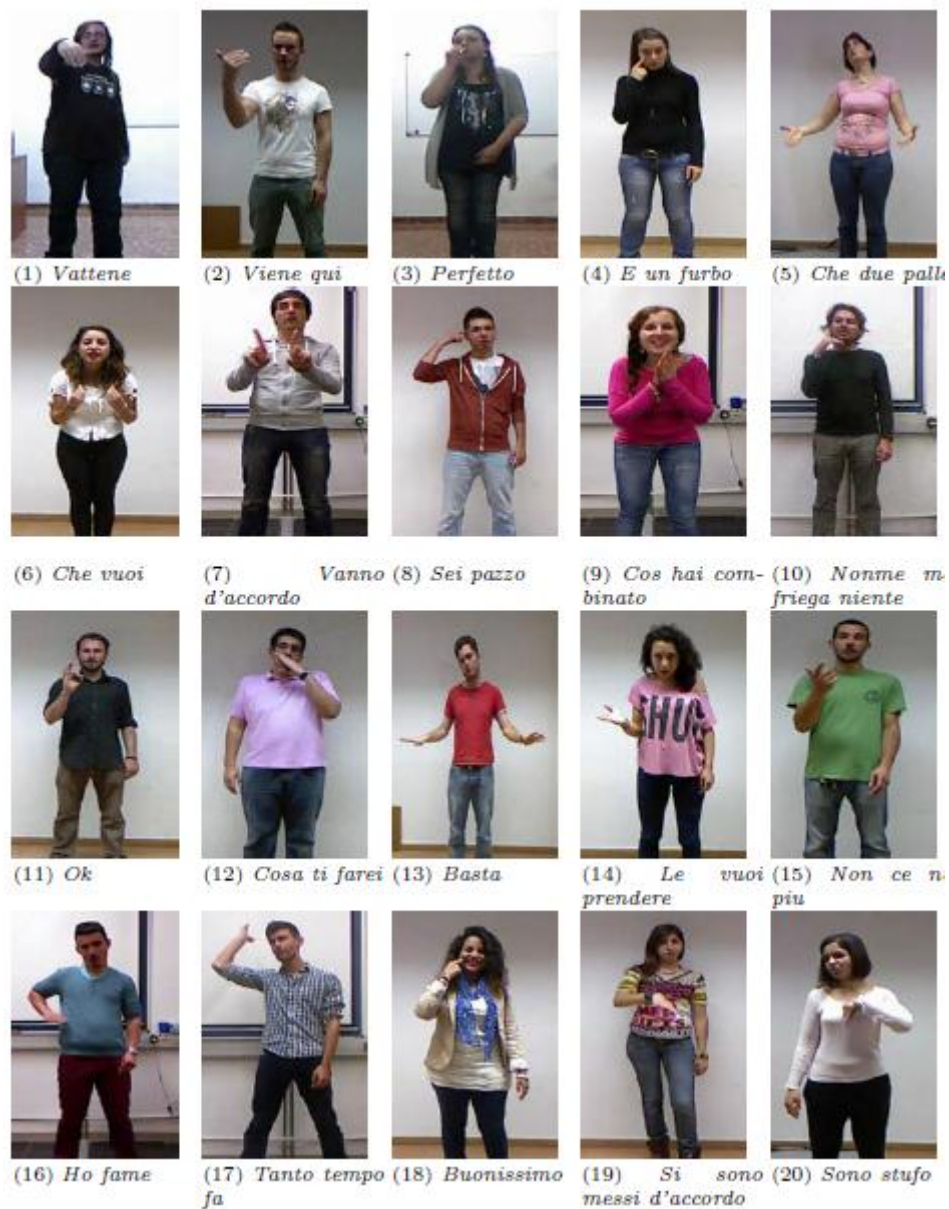 (1) Vattene
(2) Viene qui
(3) Perfetto
(4) E un furbo
(5) Che due palle
(6) Che vuoi
(7) Vanno
d'accordo
(8) Sei pazzo
(9) Cos hai com-
binato
(10) Nonme m
friega niente
(11) Ok
(12) Cosa ti farei
(13) Basta
SHUG
(14) Le vuoi
prendere
(15) Non ce n
piu
(16) Ho fame
(17) Tanto tempo
fa
(18) Buonissimo
(19) Si sono
messi d'accordo
(20) Sono stufo